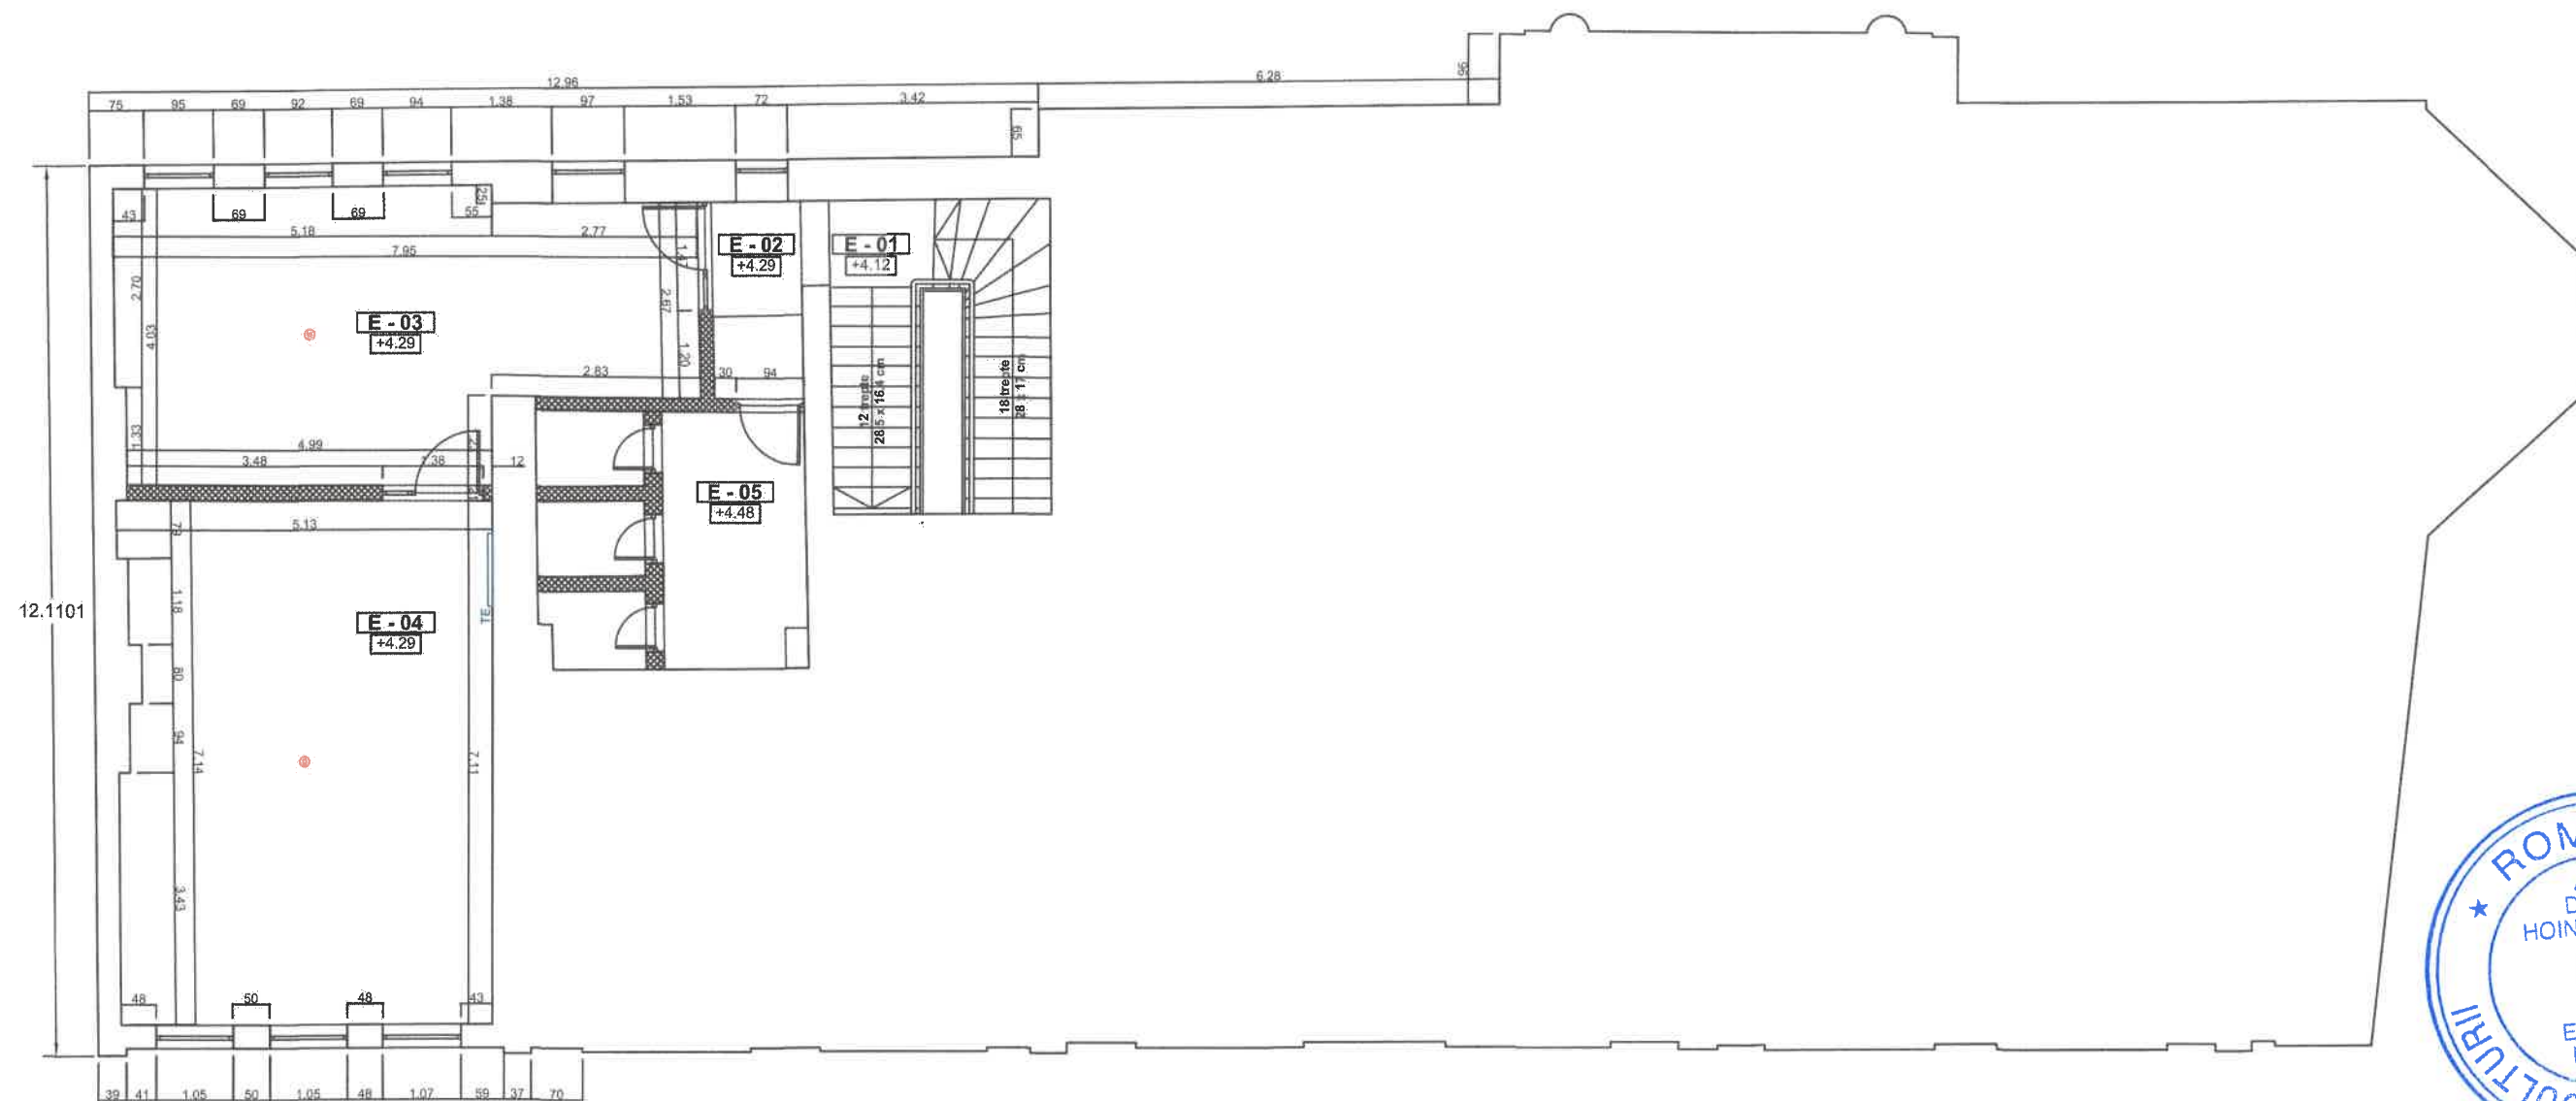 12.96
6.28
96
75 95 69 92 69 94 1.38 97 1.53 72 3.42
65
43 69 69 55 25
5.18 2.77
7.95
E - 02
+4.29
E - 01
+4.12
2.70
4.03
2.67
1.20
E - 03
+4.29
2.83 30 94
12 trepte
28.5 x 16.4 cm
18 trepte
28 x 17 cm
1.33
4.99
3.48 1.38 12
E - 05
+4.48
5.13
79
1.18
80
94
7.14
7.11
3.43
TE
12.1101
E - 04
+4.29
48 50 48 43
39 41 1.05 50 1.05 48 1.07 59 37 70
★ ROM
HOIN